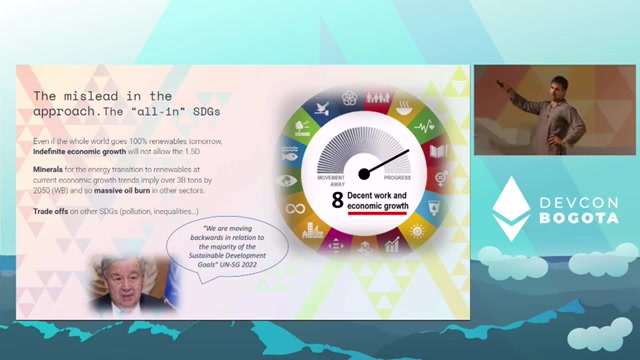 The mislead in the
approach.The “all-in” SDGs
Even if the whole world goes 100% renewables tomorrow,
indefinite economic growth will not allow the 1.5D
Minerals for the energy transition to renewables at
current economic growth trends imply over 3B tons by
2050 (WB) and so massive oil burn in other sectors.
Trade offs on other SDGs (pollution, inequalities...)
"We are moving
backwards in relation to
the majority of the
Sustainable Development
Goals" UN-SG 2022
MOVEMENT
AWAY
PROGRESS
8 Decent work and
economic growth
DEVCON
BOGOTA